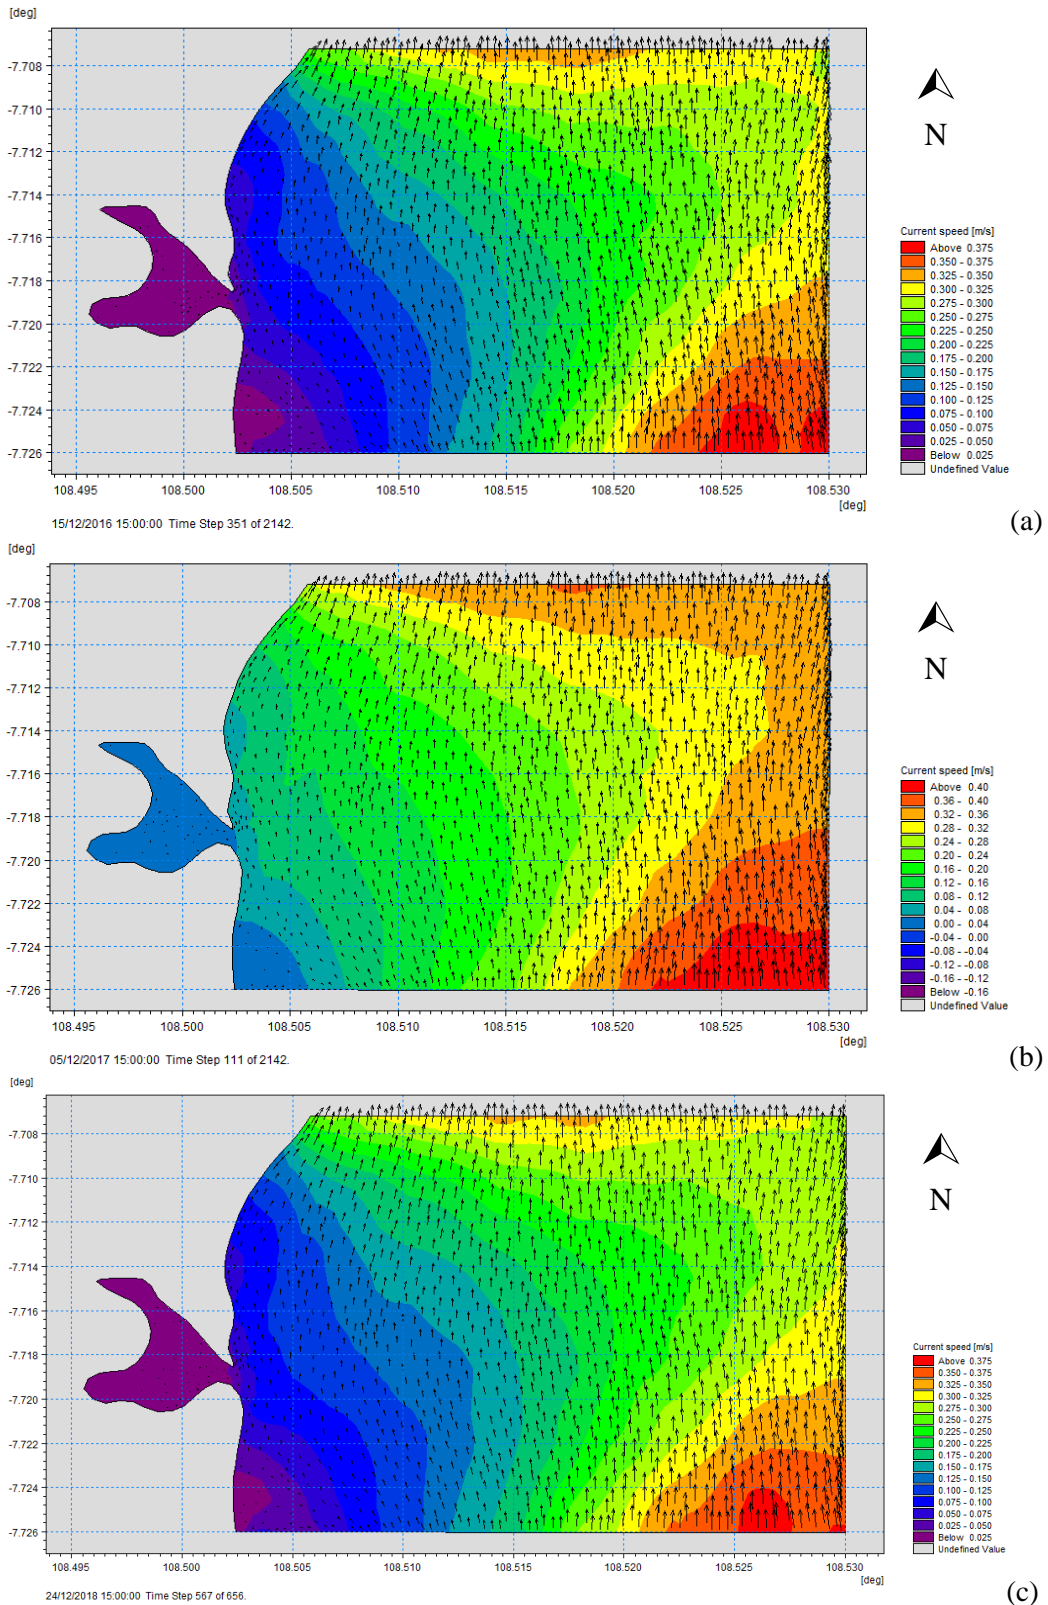 [deg]
-7.708
-7.710
-7.712
-7.714
-7.716
-7.718
-7.720
-7.722
-7.724
-7.726
108.495 108.500 108.505 108.510 108.515 108.520 108.525 108.530
[deg]
15/12/2016 15:00:00 Time Step 351 of 2142.
N
Current speed [m/s]
Above 0.375
0.350 - 0.375
0.325 - 0.350
0.300 - 0.325
0.275 - 0.300
0.250 - 0.275
0.225 - 0.250
0.200 - 0.225
0.175 - 0.200
0.150 - 0.175
0.125 - 0.150
0.100 - 0.125
0.075 - 0.100
0.050 - 0.075
0.025 - 0.050
Below 0.025
Undefined Value
(a)
[deg]
-7.708
-7.710
-7.712
-7.714
-7.716
-7.718
-7.720
-7.722
-7.724
-7.726
108.495 108.500 108.505 108.510 108.515 108.520 108.525 108.530
[deg]
05/12/2017 15:00:00 Time Step 111 of 2142.
N
Current speed [m/s]
Above 0.40
0.36 - 0.40
0.32 - 0.36
0.28 - 0.32
0.24 - 0.28
0.20 - 0.24
0.16 - 0.20
0.12 - 0.16
0.08 - 0.12
0.04 - 0.08
0.00 - 0.04
-0.04 - 0.00
-0.08 - -0.04
-0.12 - -0.08
-0.16 - -0.12
Below -0.16
Undefined Value
(b)
[deg]
-7.708
-7.710
-7.712
-7.714
-7.716
-7.718
-7.720
-7.722
-7.724
-7.726
108.495 108.500 108.505 108.510 108.515 108.520 108.525 108.530
[deg]
24/12/2018 15:00:00 Time Step 567 of 656.
N
Current speed [m/s]
Above 0.375
0.350 - 0.375
0.325 - 0.350
0.300 - 0.325
0.275 - 0.300
0.250 - 0.275
0.225 - 0.250
0.200 - 0.225
0.175 - 0.200
0.150 - 0.175
0.125 - 0.150
0.100 - 0.125
0.075 - 0.100
0.050 - 0.075
0.025 - 0.050
Below 0.025
Undefined Value
(c)